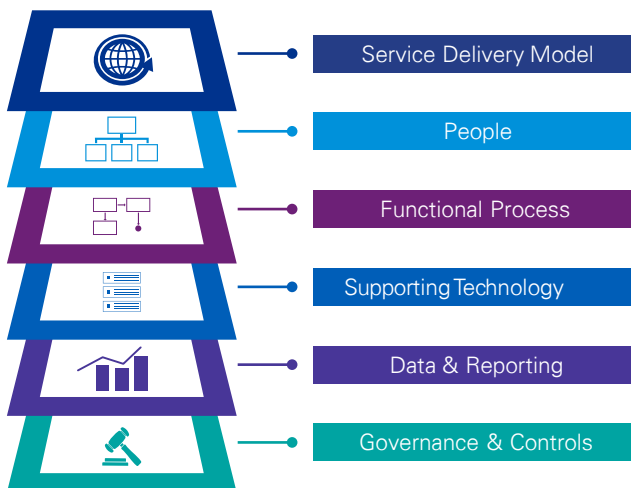 Service Delivery Model
People
Functional Process
Supporting Technology
Data & Reporting
Governance & Controls